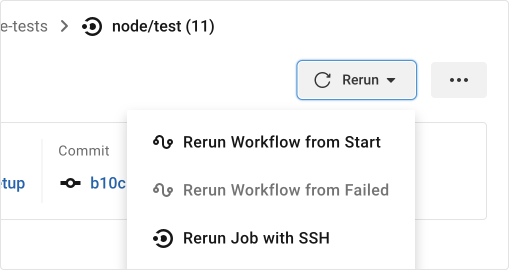 e-tests > node/test (11)
Rerun
Commit
Rerun Workflow from Start
tup b10c
Rerun Workflow from Failed
Rerun Job with SSH